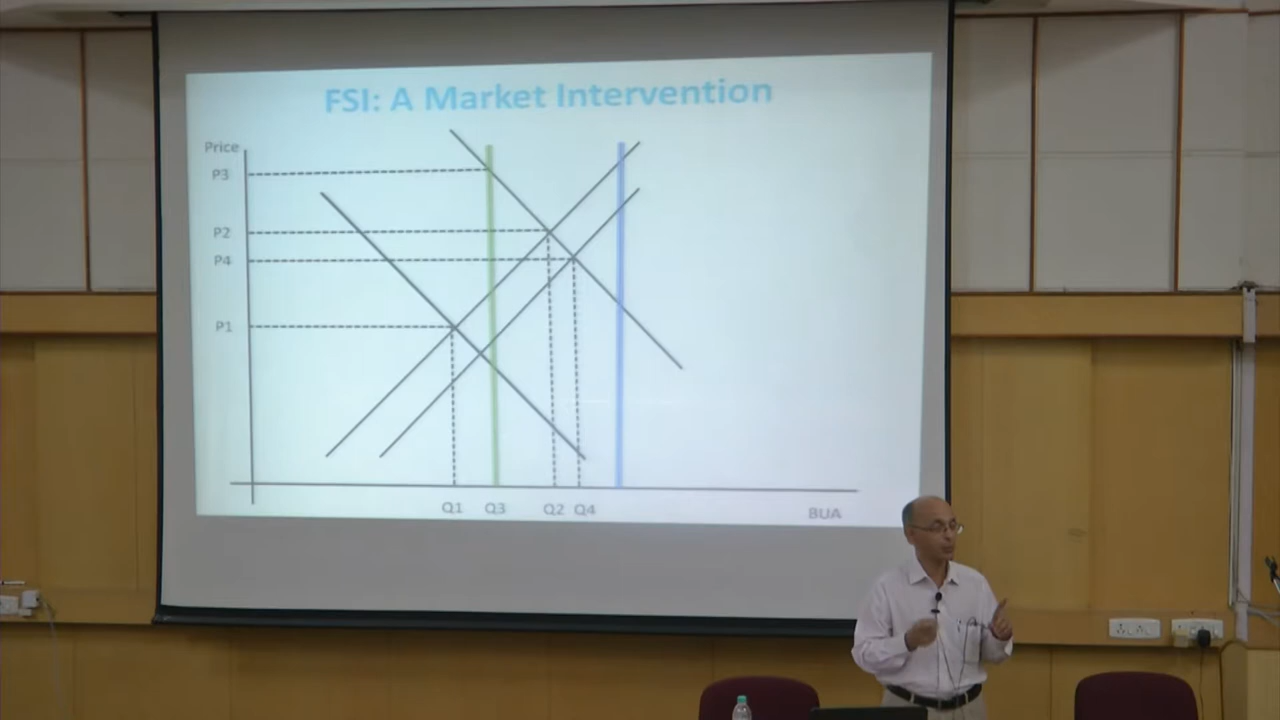 FSI: A Market Intervention
Price
P3
P2
P4
P1
Q1 Q3 Q2 Q4 BUA